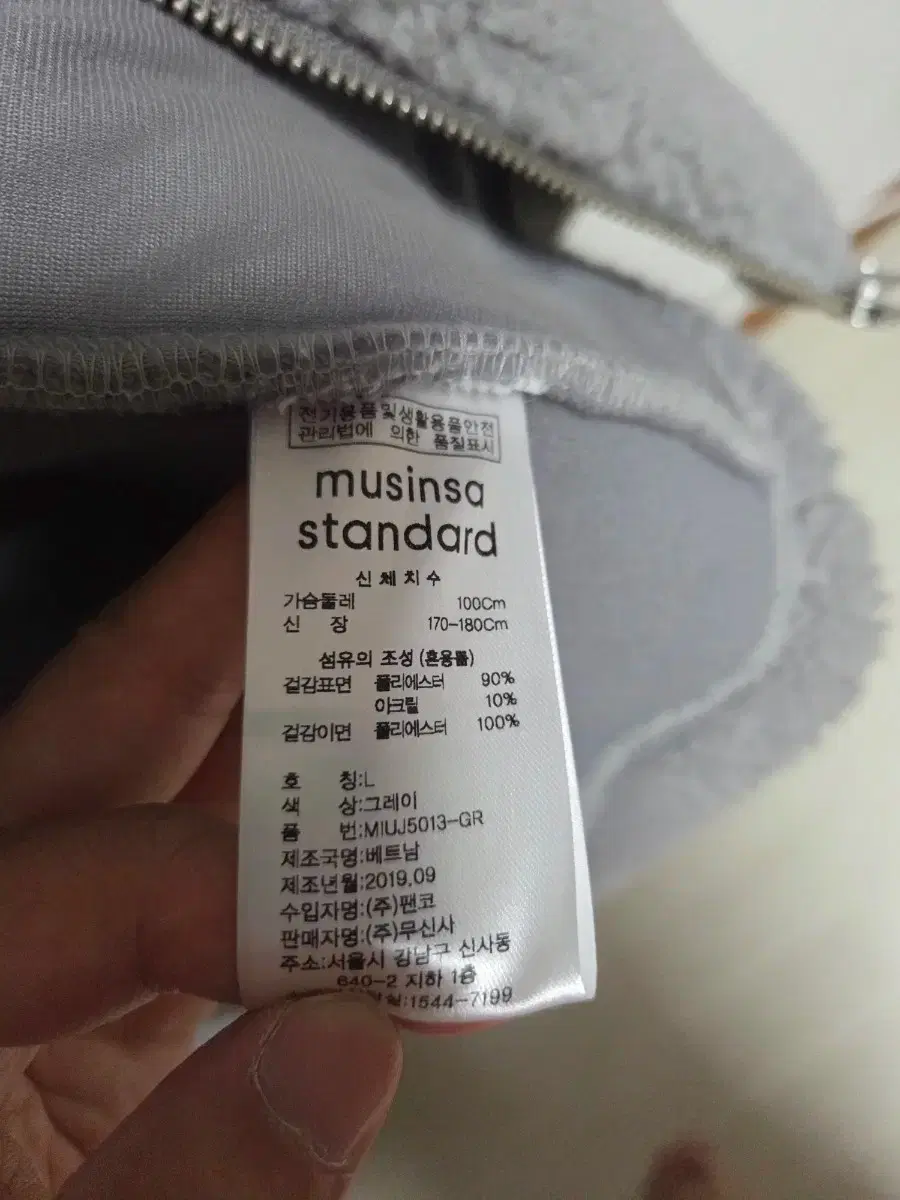 전기용품및생활용품안전
관리법에 의한 품질표시
musinsa
standard
신체치수
가슴둘레 100Cm
신 장 170-180Cm
섬유의 조성 (혼용률)
겉감표면 폴리에스터 90%
아크릴 10%
겉감이면 폴리에스터 100%
호 칭:L
색 상:그레이
품 번:MIUJ5013-GR
제조국명:베트남
제조년월:2019.09
수입자명:(주)팬코
판매자명:(주)무신사
주소:서울시 강남구 신사동
640-2 지하 1층
:1544-7199